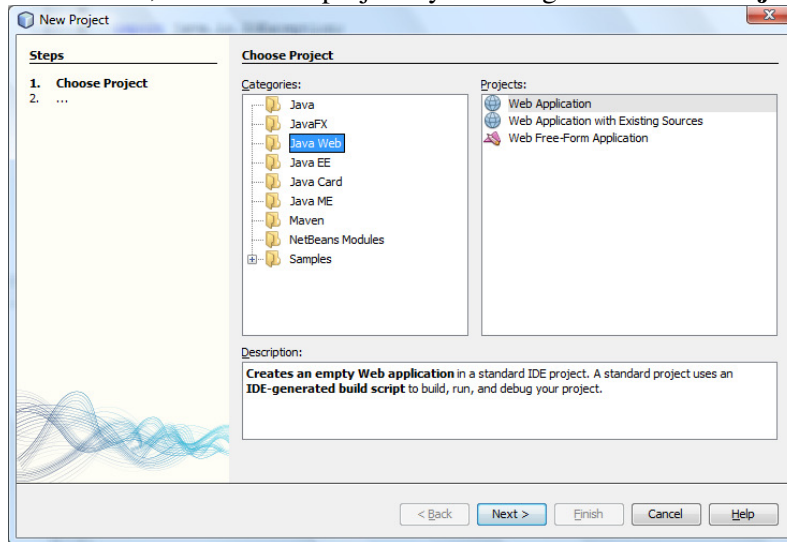 New Project
Steps
1. Choose Project
2. ...
Choose Project
Categories:
Java
JavaFX
Java Web
Java EE
Java Card
Java ME
Maven
NetBeans Modules
Samples
Projects:
Web Application
Web Application with Existing Sources
Web Free-Form Application
Description:
Creates an empty Web application in a standard IDE project. A standard project uses an
IDE-generated build script to build, run, and debug your project.
< Back Next > Finish Cancel Help